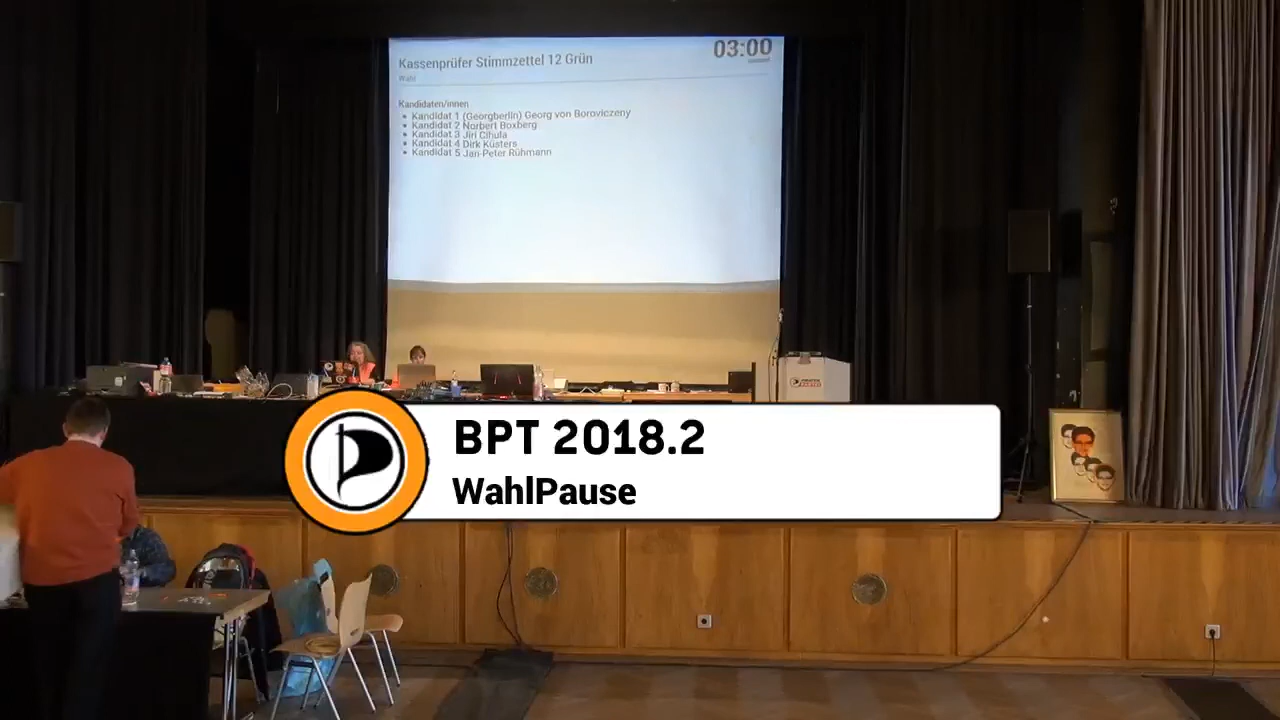 03:00
Kassenprüfer Stimmzettel 12 Grün
Wahl
Kandidaten/innen
• Kandidat 1 (Georgberlin) Georg von Boroviczeny
• Kandidat 2 Norbert Boxberg
• Kandidat 3 Jiri Cihula
• Kandidat 4 Dirk Küsters
• Kandidat 5 Jan-Peter Rühmann
BPT 2018.2
WahlPause